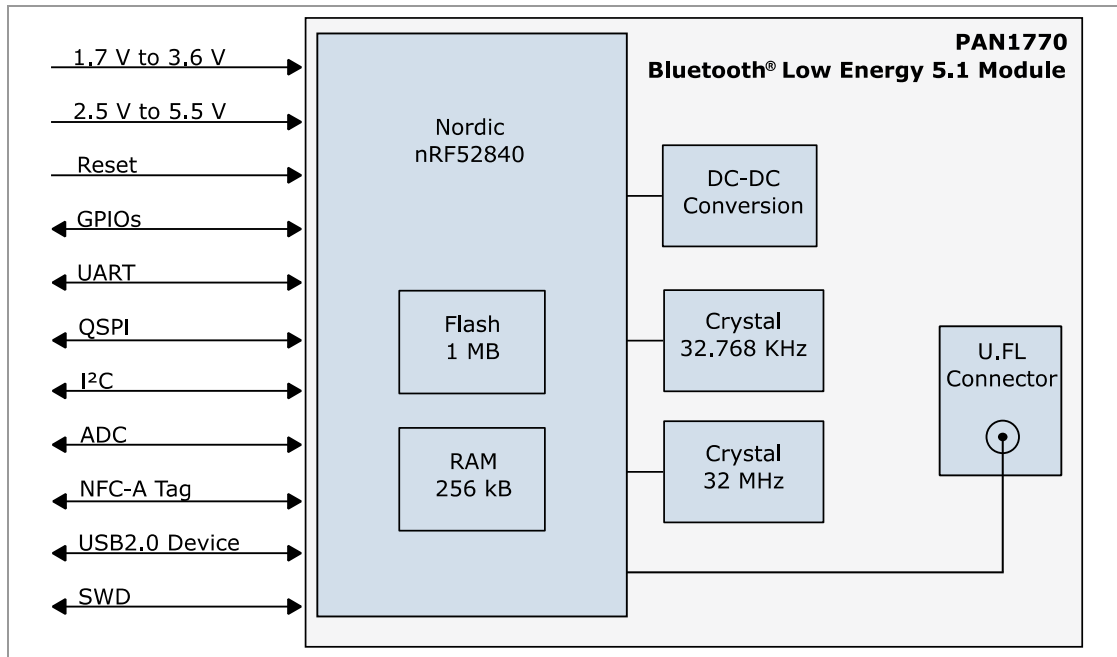 PAN1770
Bluetooth® Low Energy 5.1 Module
1.7 V to 3.6 V
2.5 V to 5.5 V
Reset
GPIOs
UART
QSPI
I²C
ADC
NFC-A Tag
USB2.0 Device
SWD
Nordic
nRF52840
Flash
1 MB
RAM
256 kB
DC-DC
Conversion
Crystal
32.768 KHz
Crystal
32 MHz
U.FL
Connector